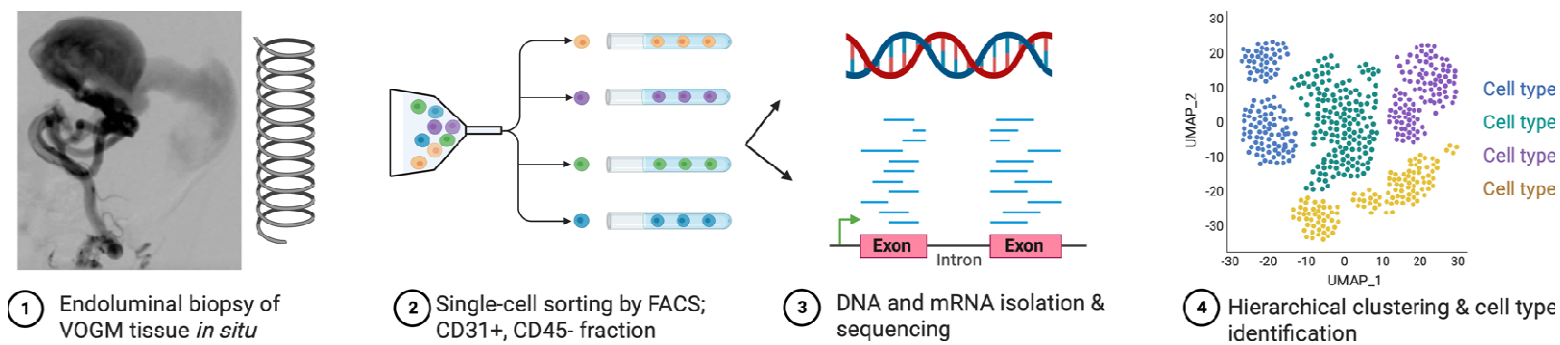 1
Endoluminal biopsy of
VOGM tissue in situ
2
Single-cell sorting by FACS;
CD31+, CD45- fraction
Exon
Intron
Exon
3
DNA and mRNA isolation &
sequencing
30
20
10
0
-10
-20
-30
UMAP_2
-30
-20
-10
0
10
20
30
UMAP_1
Cell type
Cell type
Cell type
Cell type
4
Hierarchical clustering & cell type
identification